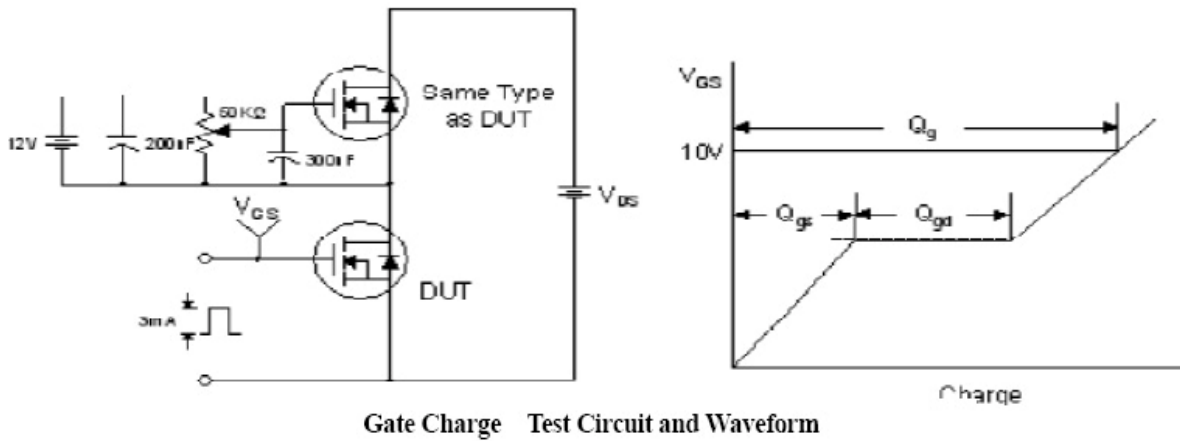 12V
200nF
50KΩ
300nF
Same Type
as DUT
V_DS
V_GS
DUT
3mA
V_GS
10V
Q_g
Q_gs
Q_gd
Charge
Gate Charge Test Circuit and Waveform